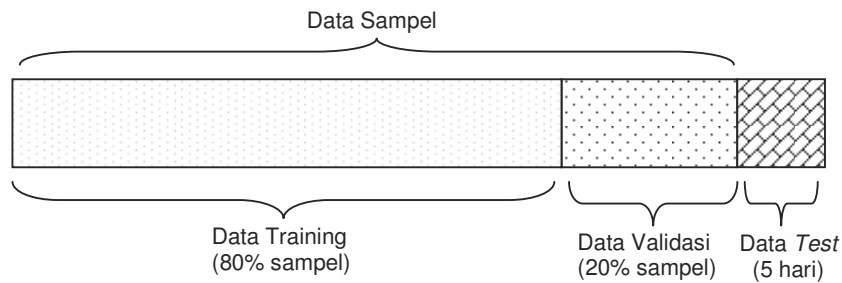 Data Sampel
Data Training
(80% sampel)
Data Validasi
(20% sampel)
Data Test
(5 hari)